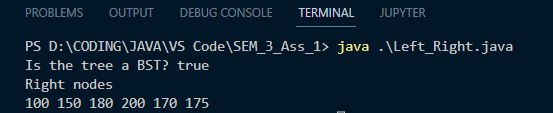 PROBLEMS OUTPUT DEBUG CONSOLE TERMINAL JUPYTER
PS D:\CODING\JAVA\VS Code\SEM_3_Ass_1> java .\Left_Right.java
Is the tree a BST? true
Right nodes
100 150 180 200 170 175